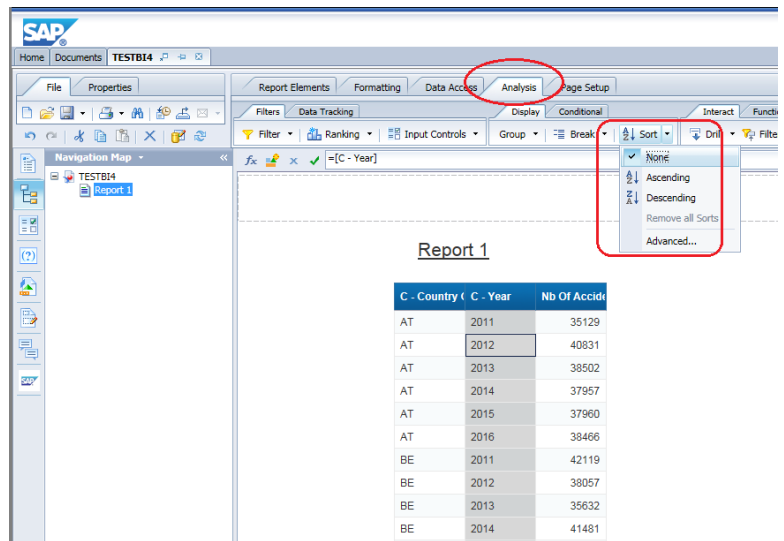 SAP
Home Documents TESTBI4
File Properties
Report Elements Formatting Data Access Analysis Page Setup
Filters Data Tracking Display Conditional Interact Functi
Filter Ranking Input Controls Group Break Sort Drill Filte
Navigation Map
=[C - Year]
None
TESTBI4
Report 1
Ascending
Descending
Remove all Sorts
Advanced...
Report 1
C - Country C - Year Nb Of Accide
AT 2011 35129
AT 2012 40831
AT 2013 38502
AT 2014 37957
AT 2015 37960
AT 2016 38466
BE 2011 42119
BE 2012 38057
BE 2013 35632
BE 2014 41481